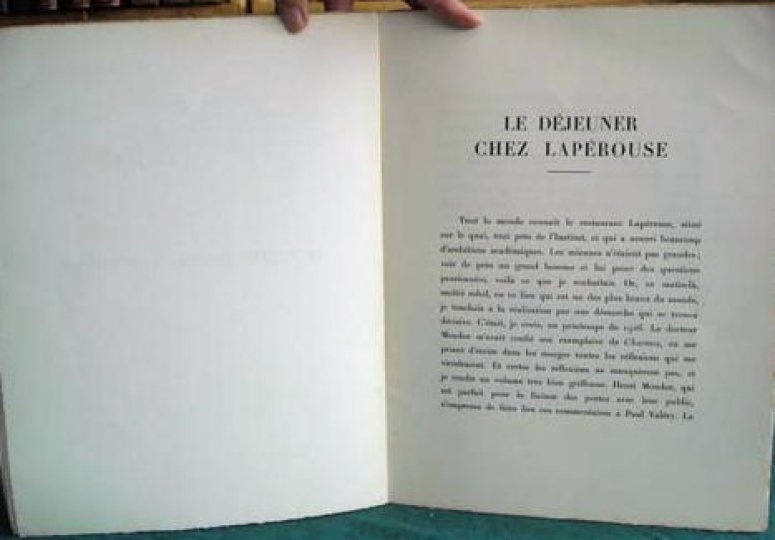 LE DÉJEUNER
CHEZ LAPÉROUSE
Tout le monde connaît le restaurant Lapérouse, situé
sur le quai, tout près de l'Institut, et qui a nourri beaucoup
d'ambitions académiques. Les miennes n'étaient pas grandes ;
voir de près un grand homme et lui poser des questions
passionnées, voilà ce que je souhaitais. Or, ce matin-là,
moitié soleil, en ce lieu qui est un des plus beaux du monde,
je touchais à la réalisation par une démarche qui se trouva
décisive. C'était, je crois, au printemps de 1928. Le docteur
Mondor m'avait confié son exemplaire de Charmes, en me
priant d'écrire dans les marges toutes les réflexions qui me
viendraient. Et certes les réflexions ne manquèrent pas, et
je rendis un volume très bien griffonné. Henri Mondor, qui
est parfait pour la liaison des poètes avec leur public,
s'empressa de faire lire ces commentaires à Paul Valéry. Le